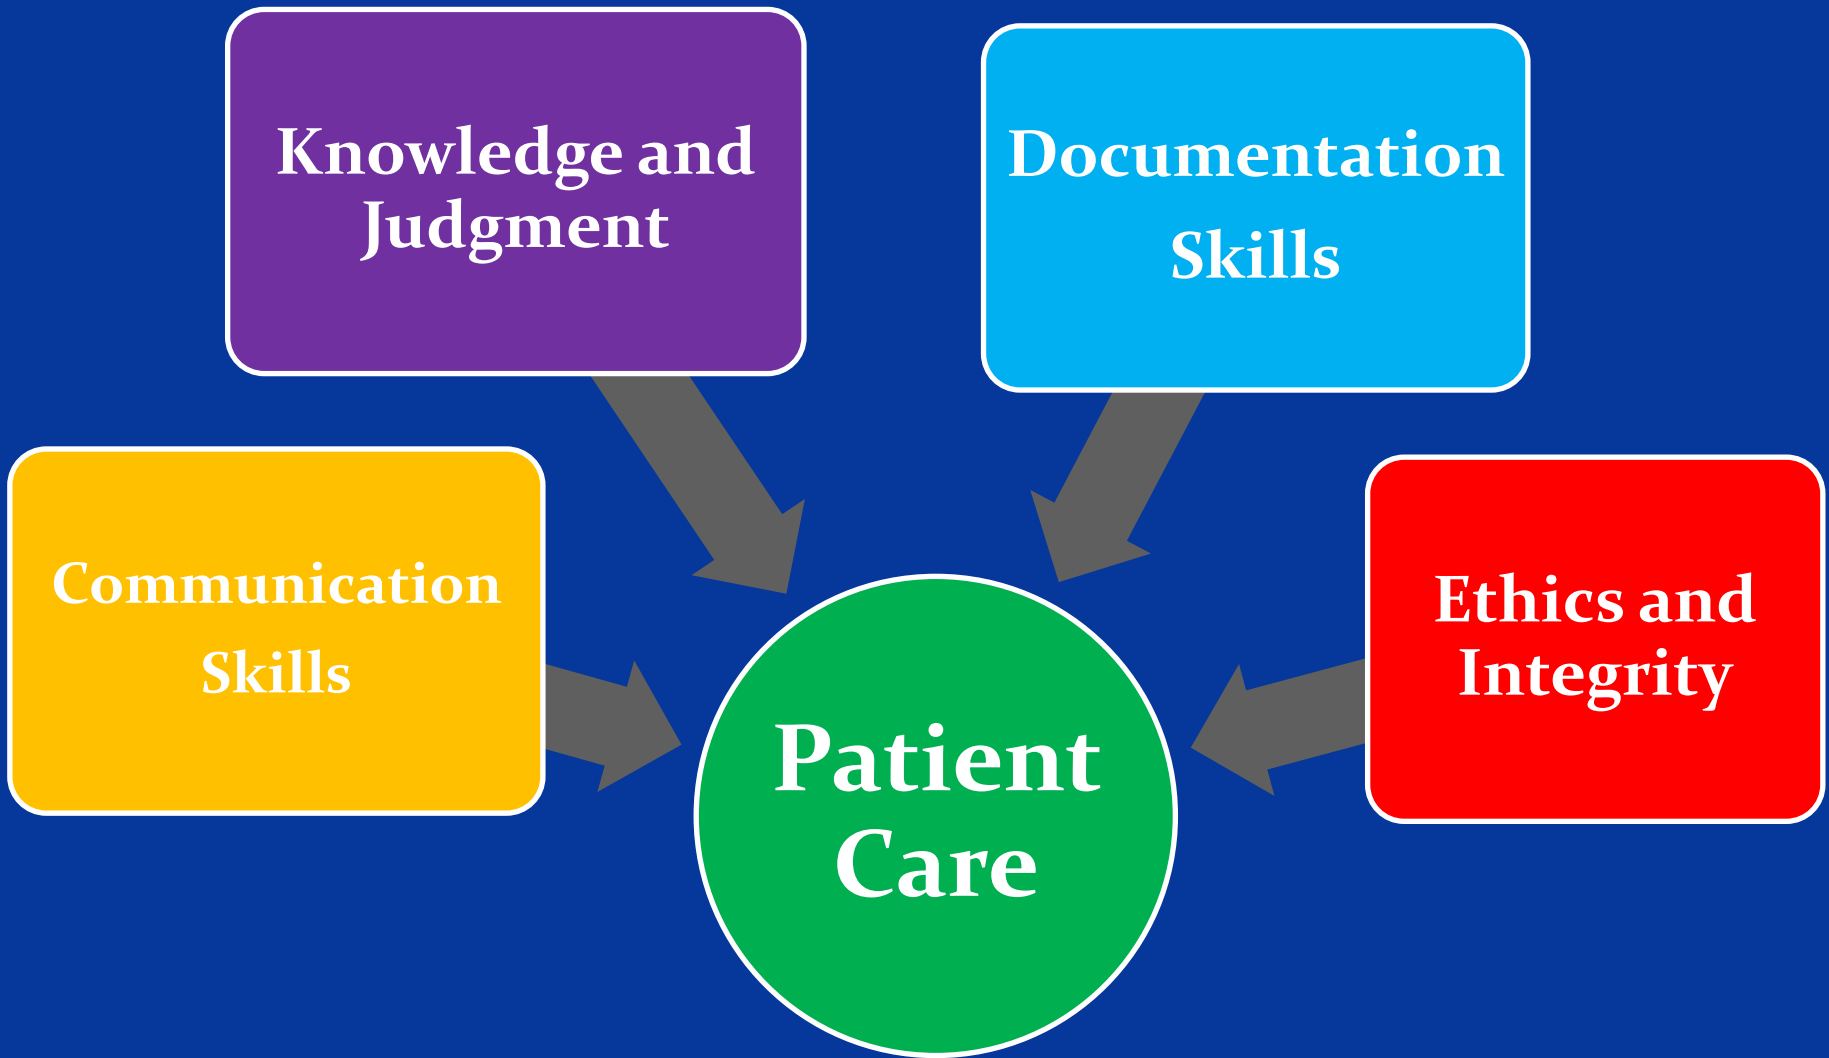 Knowledge and
Judgment
Documentation
Skills
Communication
Skills
Ethics and
Integrity
Patient
Care